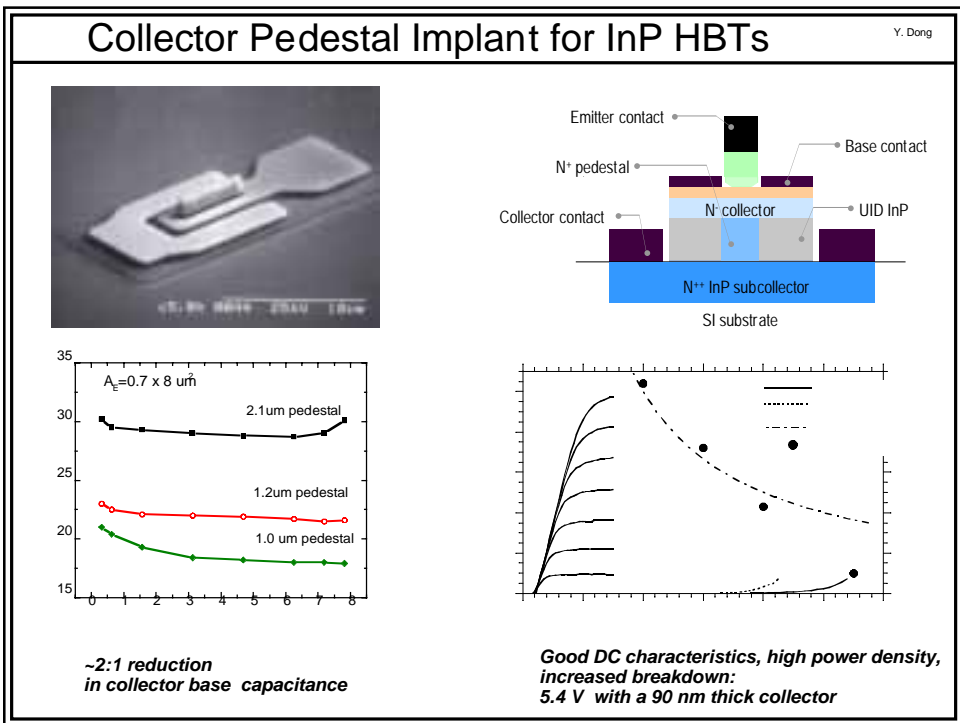 Collector Pedestal Implant for InP HBTs
Y. Dong
Emitter contact
N+ pedestal
Base contact
Collector contact
N- collector
UID InP
N++ InP subcollector
SI substrate
35
30
25
20
15
AE=0.7 x 8 um2
2.1um pedestal
1.2um pedestal
1.0 um pedestal
0 1 2 3 4 5 6 7 8
~2:1 reduction
in collector base capacitance
Good DC characteristics, high power density,
increased breakdown:
5.4 V with a 90 nm thick collector